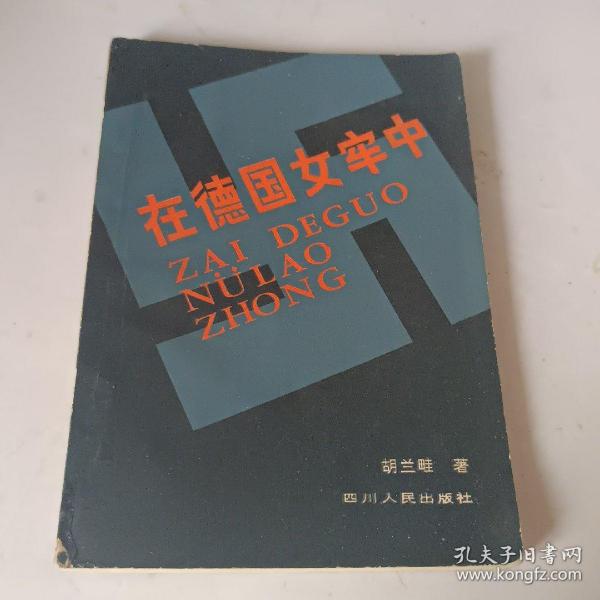 在德国女牢中
ZAI DEGUO
NÜLAO
ZHONG
胡兰畦 著
四川人民出版社
孔夫子旧书网
www.kongfz.com